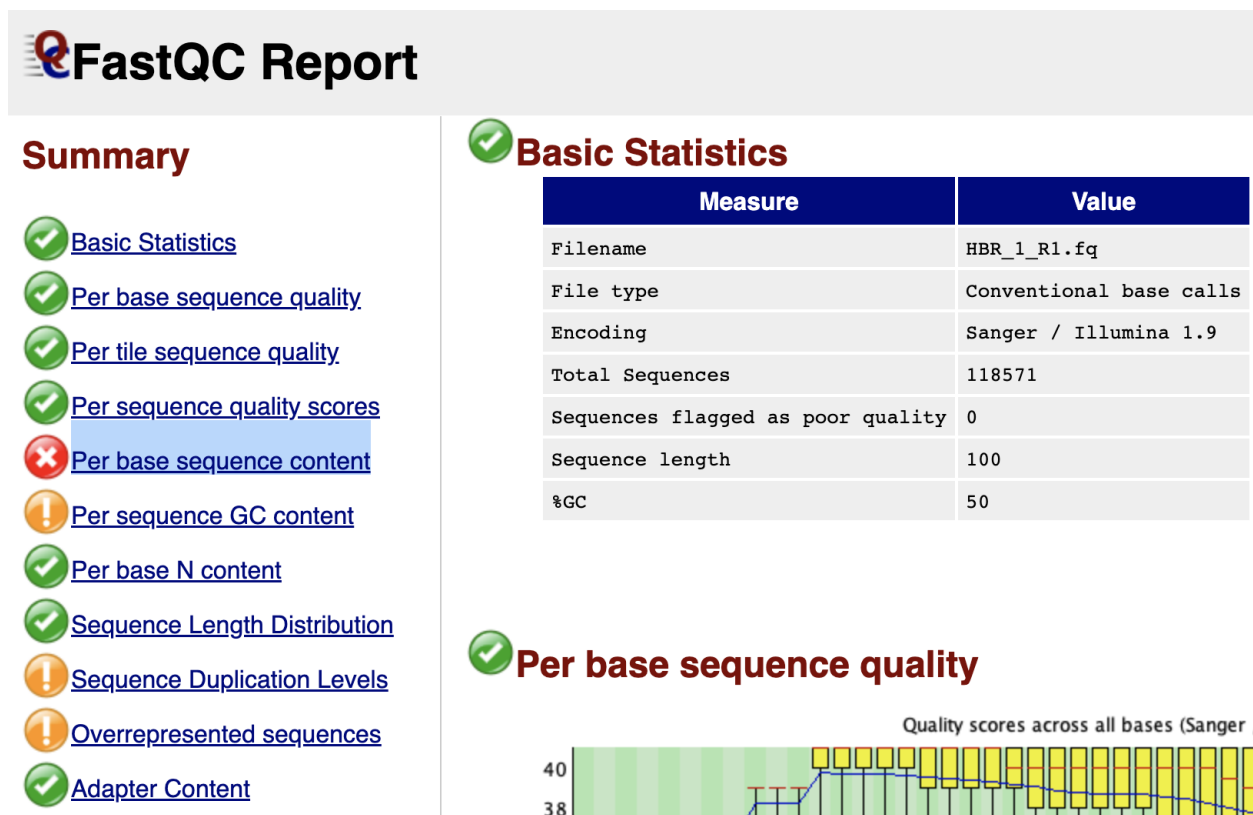 FastQC Report
Summary
Basic Statistics
Per base sequence quality
Per tile sequence quality
Per sequence quality scores
Per base sequence content
Per sequence GC content
Per base N content
Sequence Length Distribution
Sequence Duplication Levels
Overrepresented sequences
Adapter Content
Basic Statistics
Measure Value
Filename HBR_1_R1.fq
File type Conventional base calls
Encoding Sanger / Illumina 1.9
Total Sequences 118571
Sequences flagged as poor quality 0
Sequence length 100
%GC 50
Per base sequence quality
Quality scores across all bases (Sanger
40
38